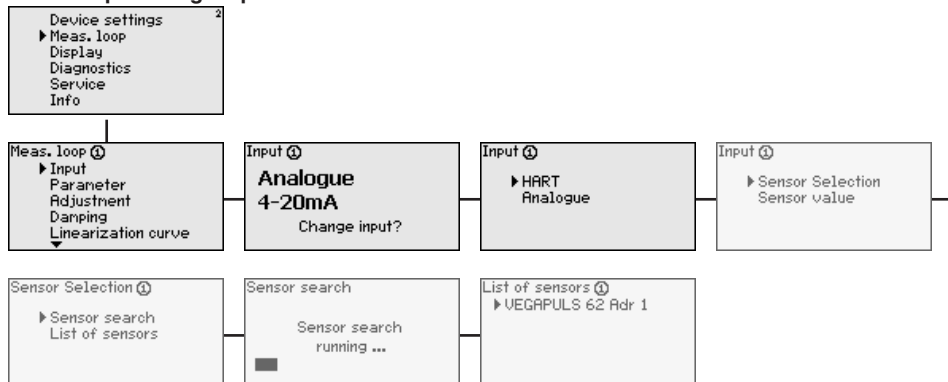 Device settings
2
Meas. loop
Display
Diagnostics
Service
Info
Meas. loop ①
Input
Parameter
Adjustment
Damping
Linearization curve
Input ①
Analogue
4-20mA
Change input?
Input ①
HART
Analogue
Input ①
Sensor Selection
Sensor value
Sensor Selection ①
Sensor search
List of sensors
Sensor search
Sensor search
running ...
List of sensors ①
VEGAPULS 62 Adr 1